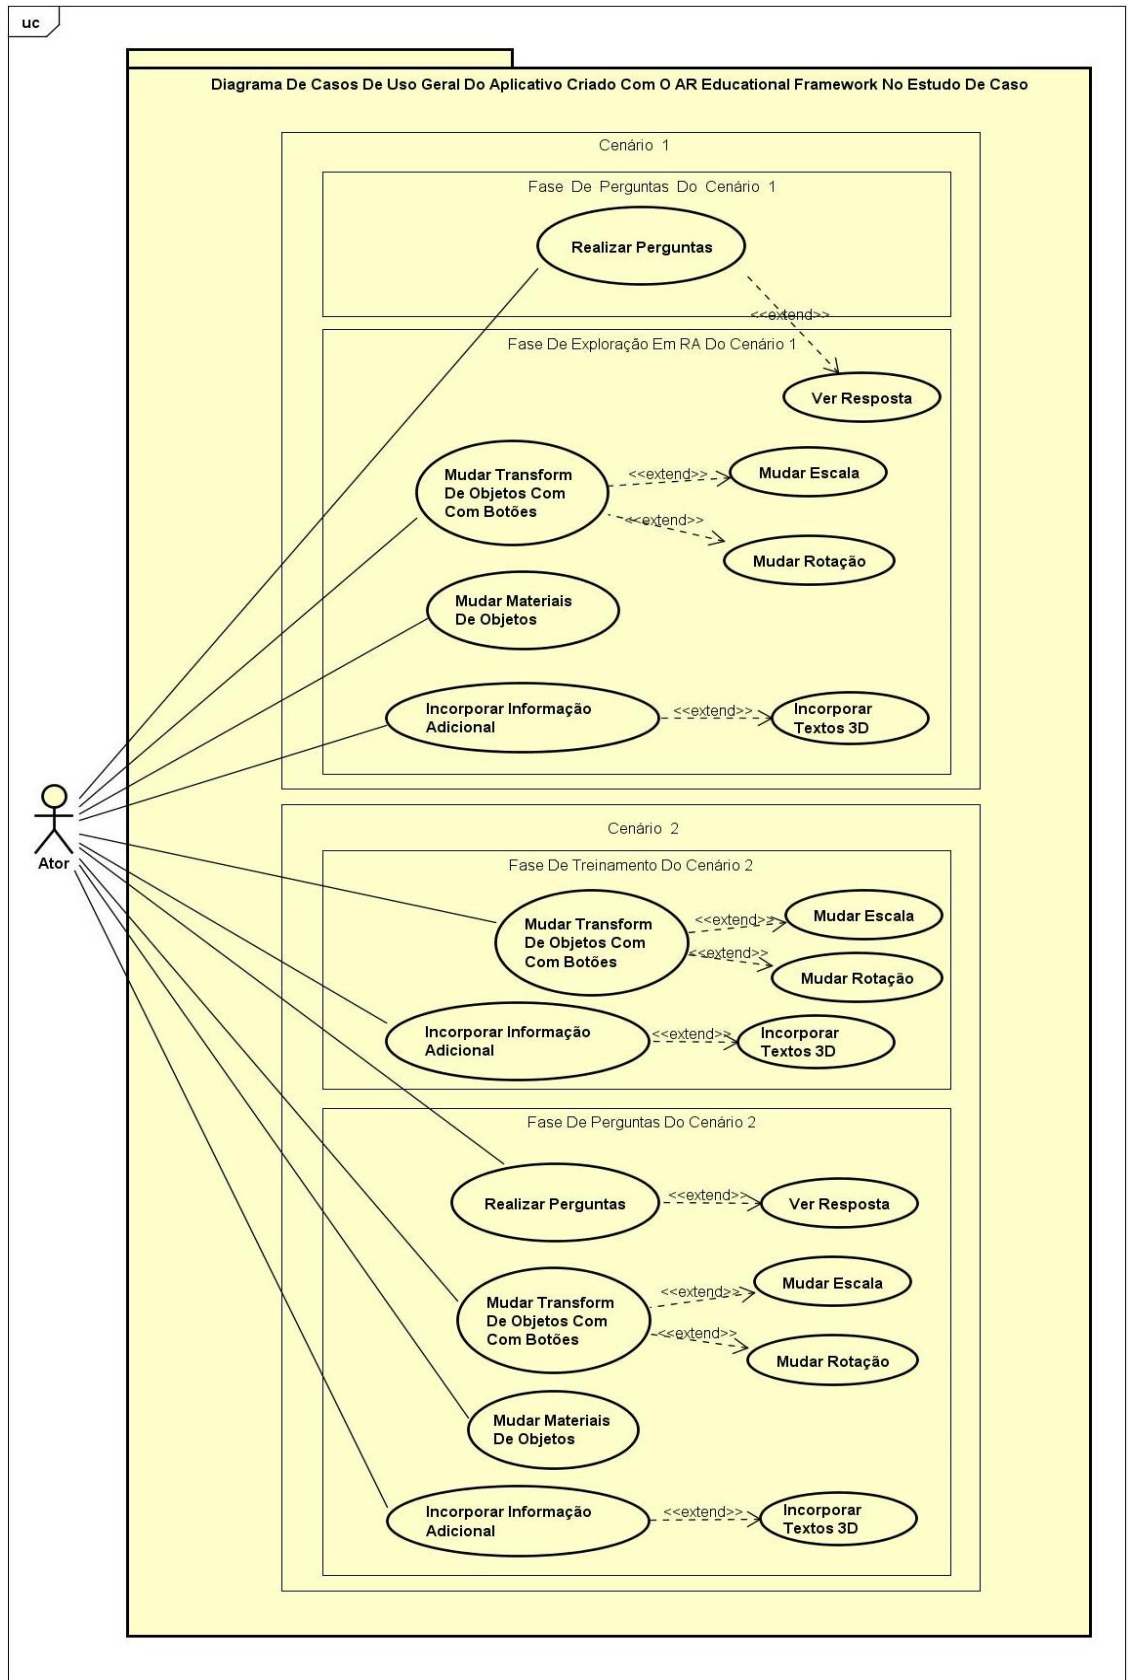 uc
Diagrama De Casos De Uso Geral Do Aplicativo Criado Com O AR Educational Framework No Estudo De Caso
Cenário 1
Fase De Perguntas Do Cenário 1
Realizar Perguntas
<<extend>>
Fase De Exploração Em RA Do Cenário 1
Ver Resposta
Mudar Transform
De Objetos Com
Com Botões
<<extend>>
Mudar Escala
<<extend>>
Mudar Rotação
Mudar Materiais
De Objetos
Incorporar Informação
Adicional
<<extend>>
Incorporar
Textos 3D
Ator
Cenário 2
Fase De Treinamento Do Cenário 2
Mudar Transform
De Objetos Com
Com Botões
<<extend>>
Mudar Escala
<<extend>>
Mudar Rotação
Incorporar Informação
Adicional
<<extend>>
Incorporar
Textos 3D
Fase De Perguntas Do Cenário 2
Realizar Perguntas
<<extend>>
Ver Resposta
Mudar Transform
De Objetos Com
Com Botões
<<extend>>
Mudar Escala
<<extend>>
Mudar Rotação
Mudar Materiais
De Objetos
Incorporar Informação
Adicional
<<extend>>
Incorporar
Textos 3D